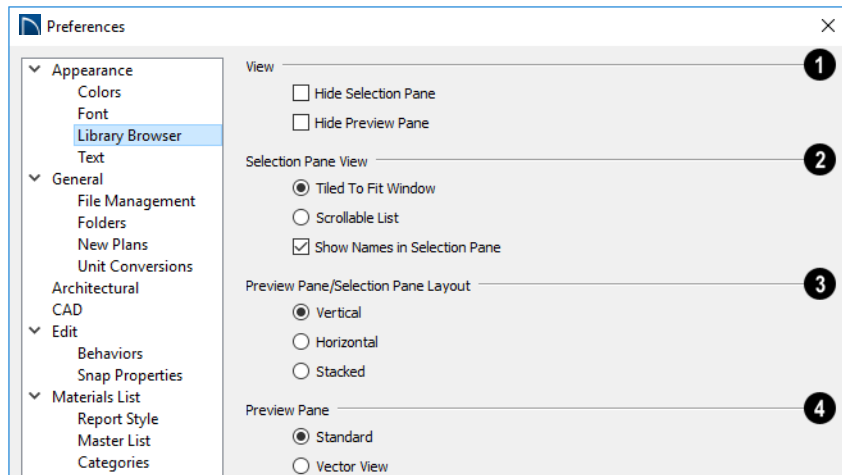 Preferences
Appearance
Colors
Font
Library Browser
Text
General
File Management
Folders
New Plans
Unit Conversions
Architectural
CAD
Edit
Behaviors
Snap Properties
Materials List
Report Style
Master List
Categories
View
1
Hide Selection Pane
Hide Preview Pane
Selection Pane View
2
Tiled To Fit Window
Scrollable List
Show Names in Selection Pane
Preview Pane/Selection Pane Layout
3
Vertical
Horizontal
Stacked
Preview Pane
4
Standard
Vector View